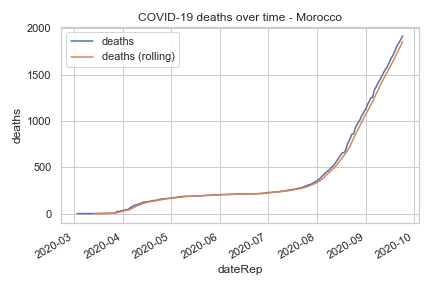 COVID-19 deaths over time - Morocco
deaths
deaths (rolling)
2000
1500
1000
500
0
deaths
2020-03
2020-04
2020-05
2020-06
2020-07
2020-08
2020-09
2020-10
dateRep